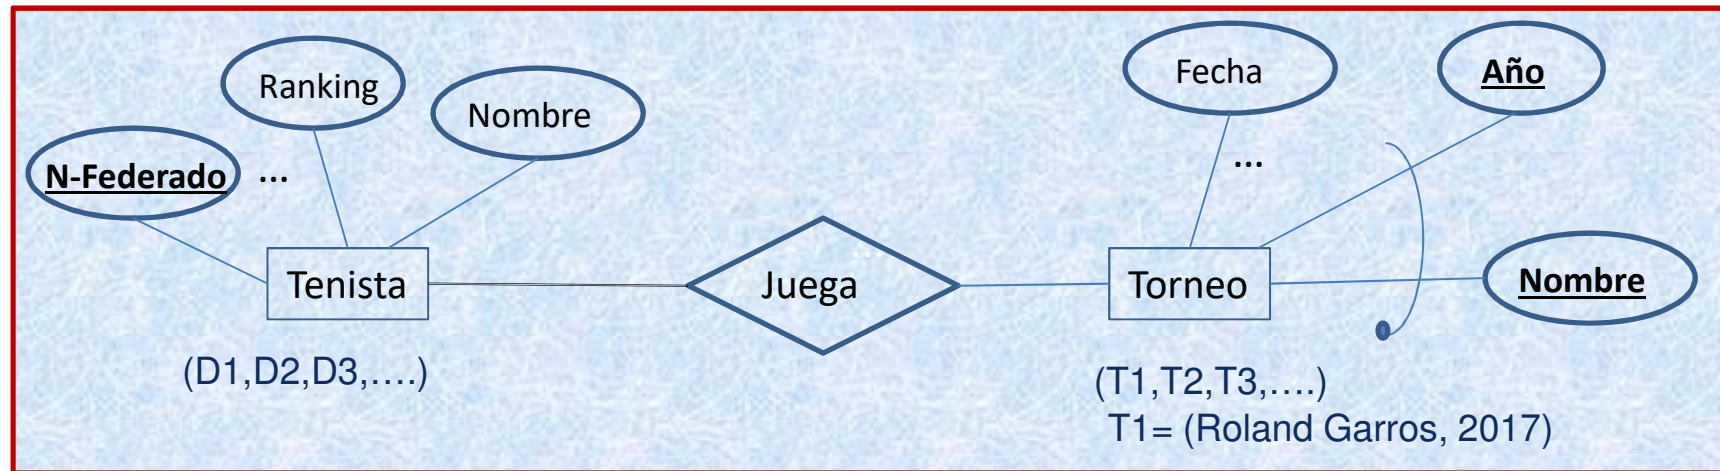 Ranking
Nombre
N-Federado
...
Tenista
(D1,D2,D3,....)
...
Juega
Fecha
Año
...
Torneo
Nombre
(T1,T2,T3,....)
T1= (Roland Garros, 2017)